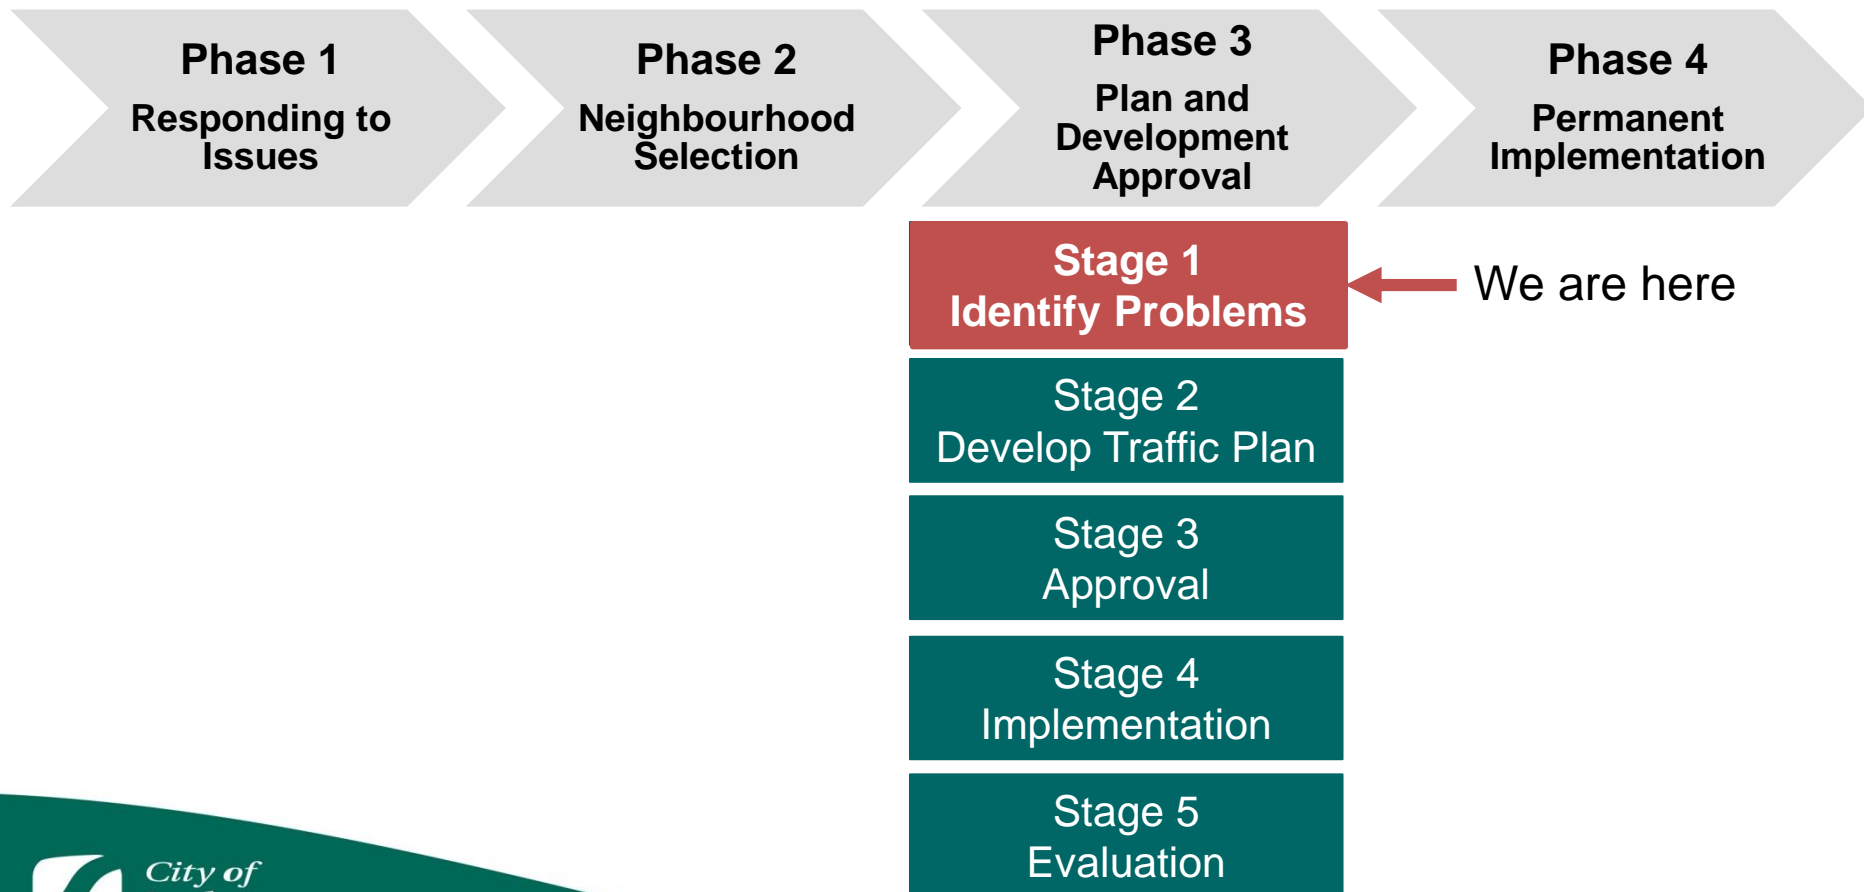 Phase 1
Responding to
Issues
Phase 2
Neighbourhood
Selection
Phase 3
Plan and
Development
Approval
Phase 4
Permanent
Implementation
Stage 1
Identify Problems
We are here
Stage 2
Develop Traffic Plan
Stage 3
Approval
Stage 4
Implementation
Stage 5
Evaluation
City of